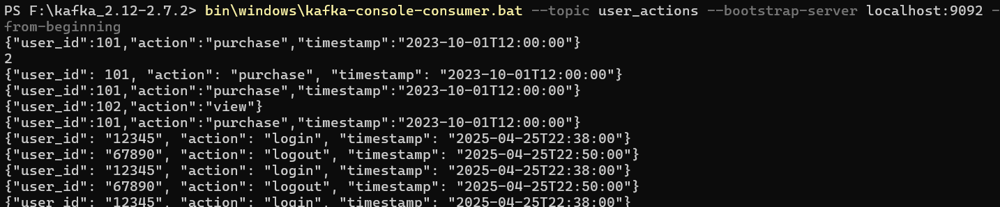 PS F:\kafka_2.12-2.7.2> bin\windows\kafka-console-consumer.bat --topic user_actions --bootstrap-server localhost:9092 -
from-beginning
{"user_id":101,"action":"purchase","timestamp":"2023-10-01T12:00:00"}
2
{"user_id": 101, "action": "purchase", "timestamp": "2023-10-01T12:00:00"}
{"user_id":101,"action":"purchase","timestamp":"2023-10-01T12:00:00"}
{"user_id":102,"action":"view"}
{"user_id":101,"action":"purchase","timestamp":"2023-10-01T12:00:00"}
{"user_id": "12345", "action": "login", "timestamp": "2025-04-25T22:38:00"}
{"user_id": "67890", "action": "logout", "timestamp": "2025-04-25T22:50:00"}
{"user_id": "12345", "action": "login", "timestamp": "2025-04-25T22:38:00"}
{"user_id": "67890", "action": "logout", "timestamp": "2025-04-25T22:50:00"}
{"user_id": "12345", "action": "login", "timestamp": "2025-04-25T22:38:00"}